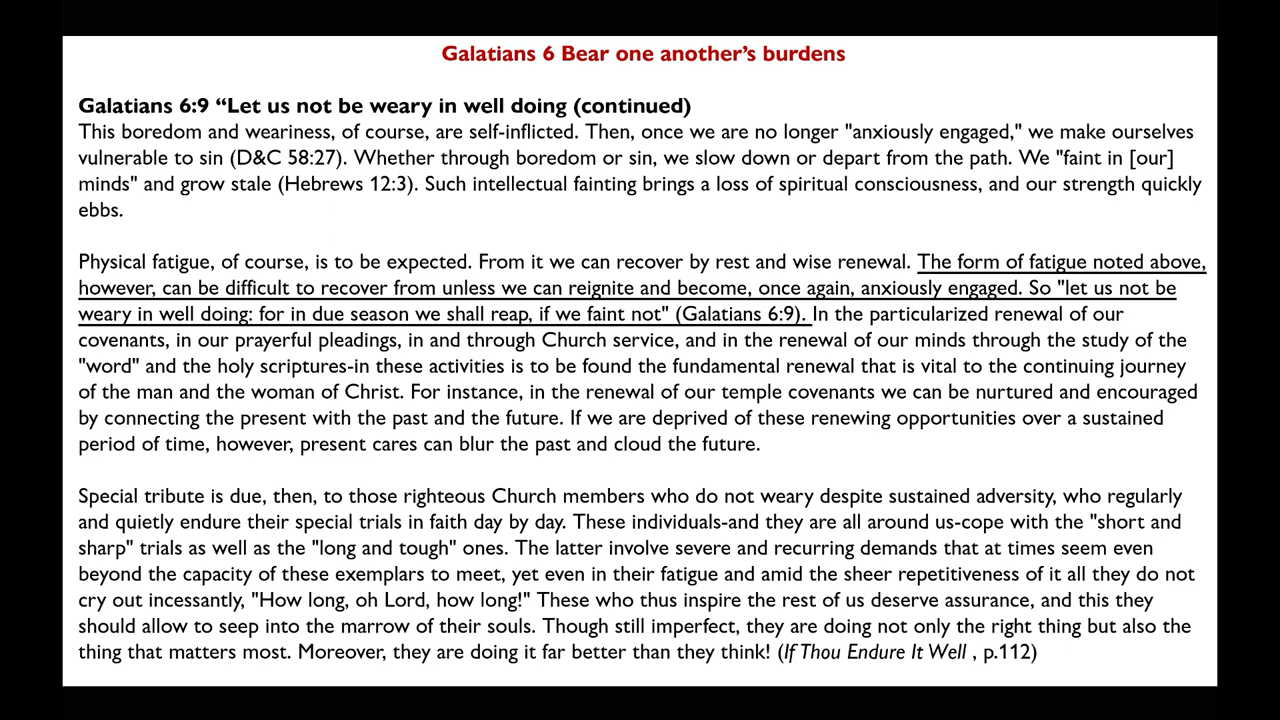 Galatians 6 Bear one another’s burdens
Galatians 6:9 “Let us not be weary in well doing (continued)
This boredom and weariness, of course, are self-inflicted. Then, once we are no longer "anxiously engaged," we make ourselves
vulnerable to sin (D&C 58:27). Whether through boredom or sin, we slow down or depart from the path. We "faint in [our]
minds" and grow stale (Hebrews 12:3). Such intellectual fainting brings a loss of spiritual consciousness, and our strength quickly
ebbs.
Physical fatigue, of course, is to be expected. From it we can recover by rest and wise renewal. The form of fatigue noted above,
however, can be difficult to recover from unless we can reignite and become, once again, anxiously engaged. So "let us not be
weary in well doing: for in due season we shall reap, if we faint not" (Galatians 6:9). In the particularized renewal of our
covenants, in our prayerful pleadings, in and through Church service, and in the renewal of our minds through the study of the
"word" and the holy scriptures-in these activities is to be found the fundamental renewal that is vital to the continuing journey
of the man and the woman of Christ. For instance, in the renewal of our temple covenants we can be nurtured and encouraged
by connecting the present with the past and the future. If we are deprived of these renewing opportunities over a sustained
period of time, however, present cares can blur the past and cloud the future.
Special tribute is due, then, to those righteous Church members who do not weary despite sustained adversity, who regularly
and quietly endure their special trials in faith day by day. These individuals-and they are all around us-cope with the "short and
sharp" trials as well as the "long and tough" ones. The latter involve severe and recurring demands that at times seem even
beyond the capacity of these exemplars to meet, yet even in their fatigue and amid the sheer repetitiveness of it all they do not
cry out incessantly, "How long, oh Lord, how long!" These who thus inspire the rest of us deserve assurance, and this they
should allow to seep into the marrow of their souls. Though still imperfect, they are doing not only the right thing but also the
thing that matters most. Moreover, they are doing it far better than they think! (If Thou Endure It Well , p.112)